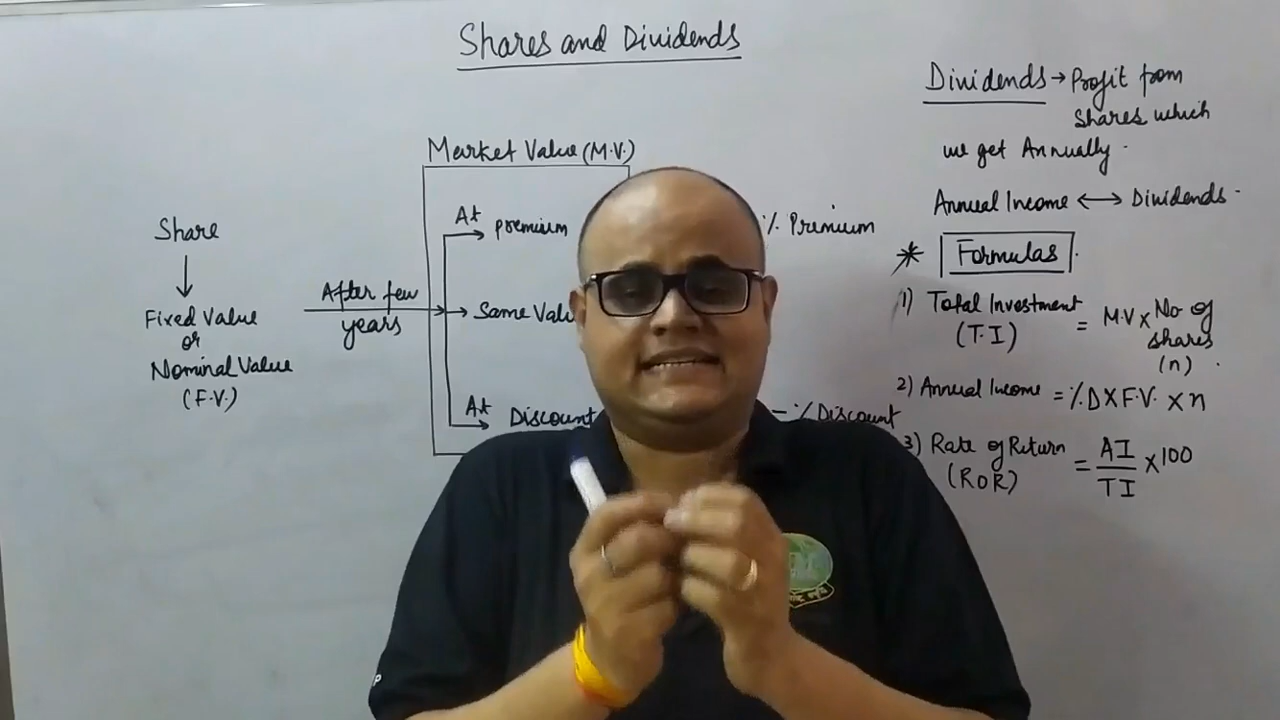 Shares and Dividends
Market Value (M.V.)
Share
Fixed Value
or
Nominal Value
(F.V.)
After few
years
At premium
% Premium
Same Valu
At Discount
- % Discount
Dividends → Profit from
Shares which
we get Annually.
Annual Income ↔ Dividends.
* Formulas
1) Total Investment
(T.I) = M.V × No of
shares
(n).
2) Annual Income = % D × F.V. × n
3) Rate of Return
(ROR) = AI/TI × 100
P